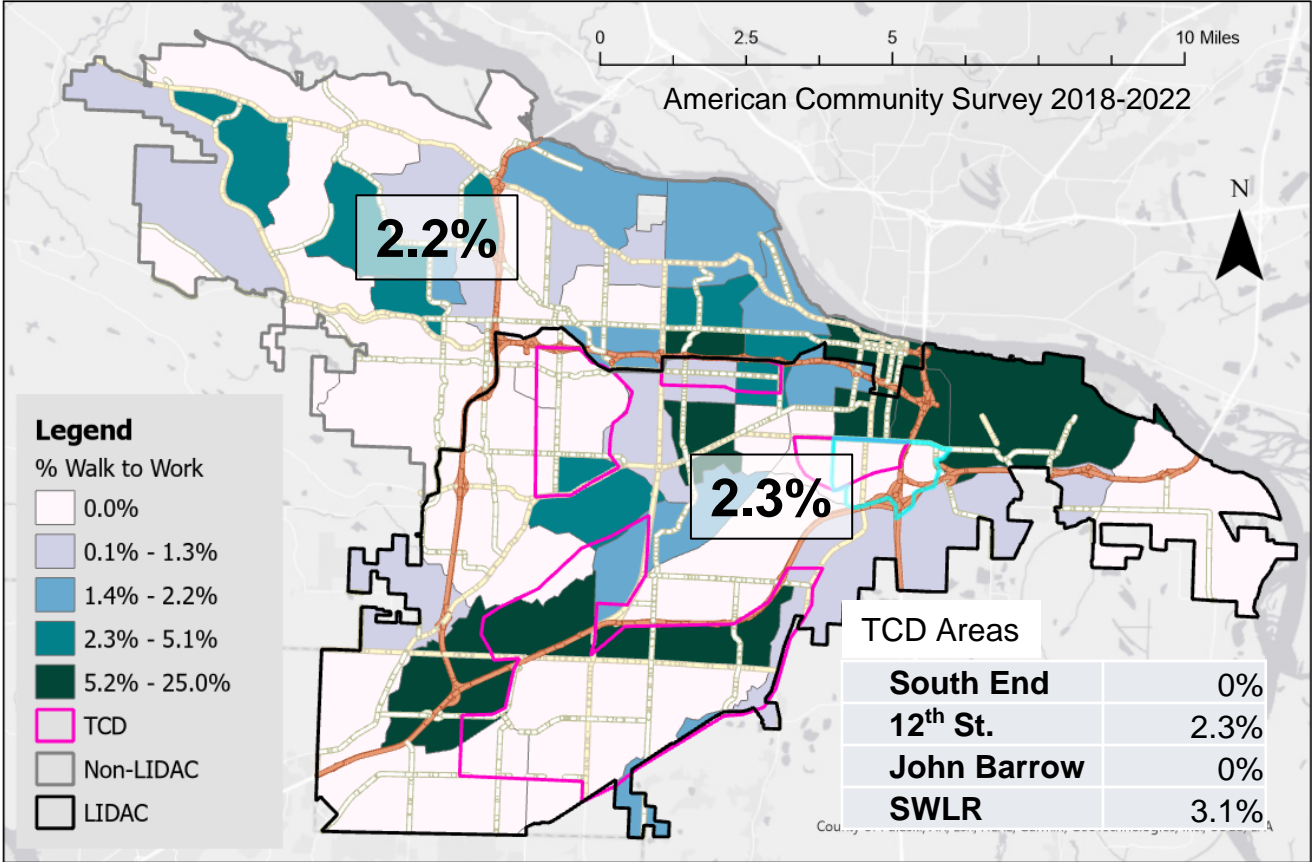 0 2.5 5 10 Miles
American Community Survey 2018-2022
N
2.2%
2.3%
Legend
% Walk to Work
0.0%
0.1% - 1.3%
1.4% - 2.2%
2.3% - 5.1%
5.2% - 25.0%
TCD
Non-LIDAC
LIDAC
TCD Areas
South End 0%
12th St. 2.3%
John Barrow 0%
SWLR 3.1%